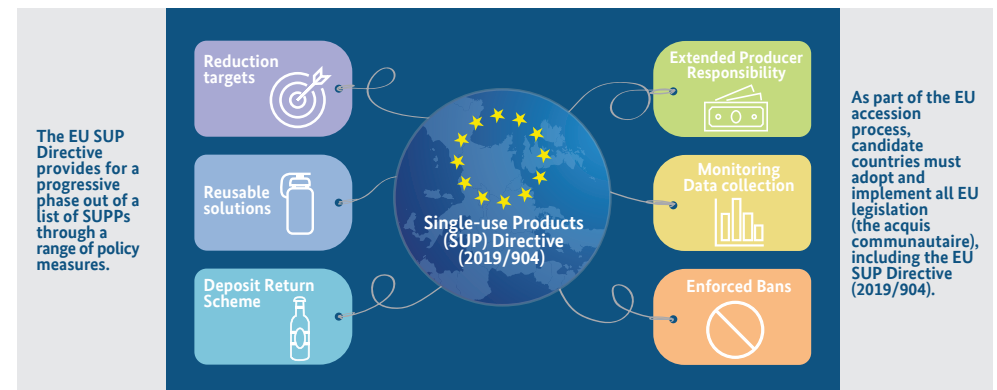 The EU SUP
Directive
provides for a
progressive
phase out of a
list of SUPPs
through a
range of policy
measures.
Reduction
targets
Reusable
solutions
Deposit Return
Scheme
Single-use Products
(SUP) Directive
(2019/904)
Extended Producer
Responsibility
Monitoring
Data collection
Enforced Bans
As part of the EU
accession
process,
candidate
countries must
adopt and
implement all EU
legislation
(the acquis
communautaire),
including the EU
SUP Directive
(2019/904).